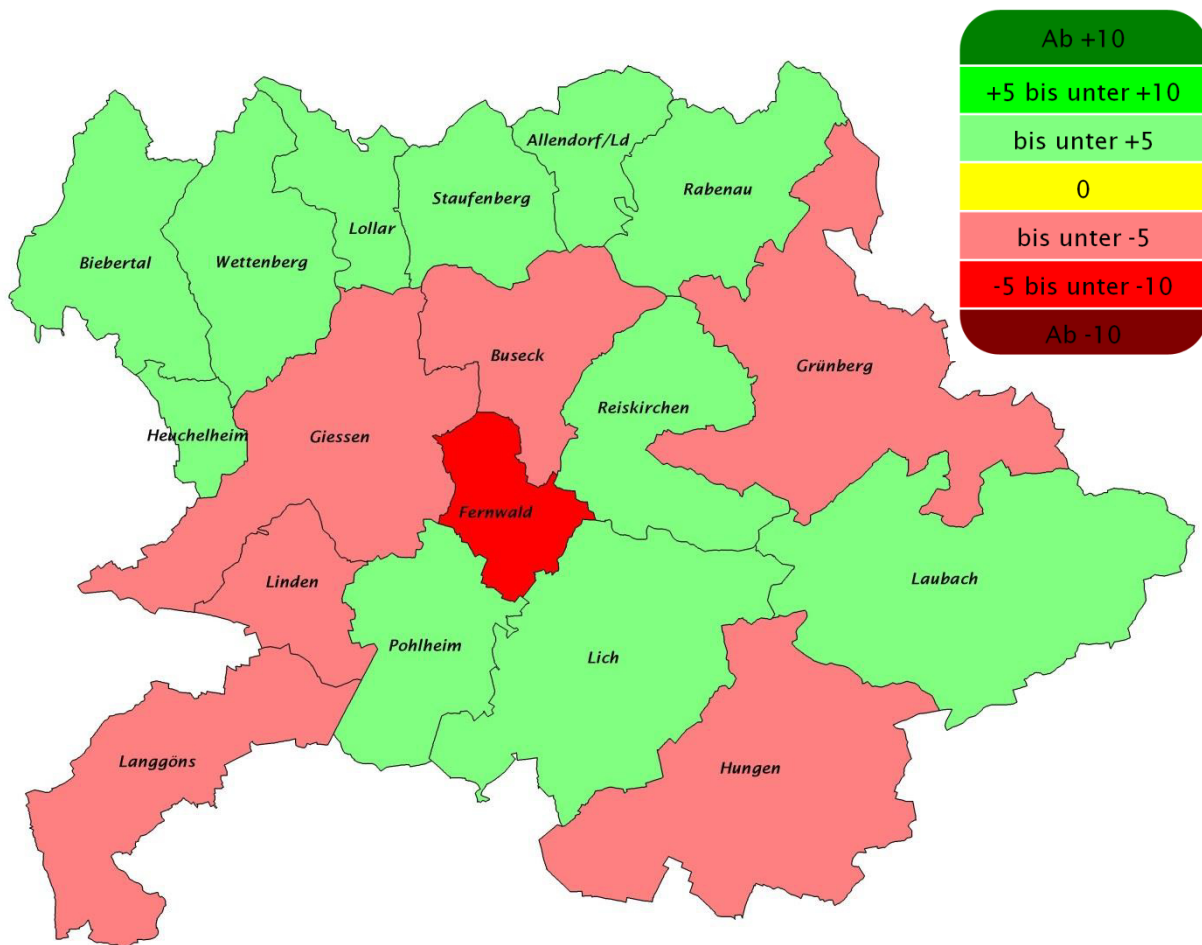 Ab +10
+5 bis unter +10
bis unter +5
0
bis unter -5
-5 bis unter -10
Ab -10
Allendorf/Ld
Rabenau
Staufenberg
Lollar
Wettenberg
Biebertal
Buseck
Grünberg
Reiskirchen
Heuchelheim
Giessen
Fernwald
Linden
Laubach
Pohlheim
Lich
Langgöns
Hungen